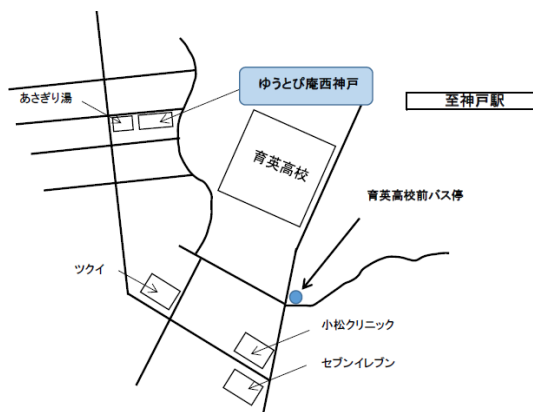 ゆうとぴ庵西神戸
あさぎり湯
至神戸駅
育英高校
育英高校前バス停
ツクイ
小松クリニック
セブンイレブン